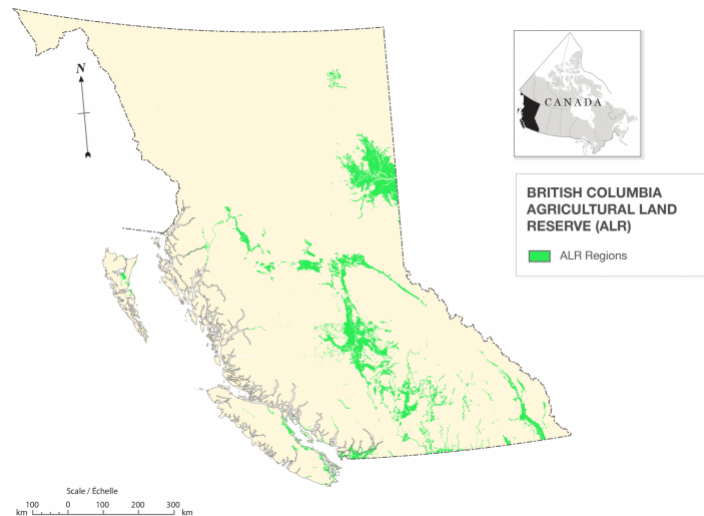 N
CANADA
BRITISH COLUMBIA
AGRICULTURAL LAND
RESERVE (ALR)
ALR Regions
Scale / Échelle
100 0 100 200 300
km km